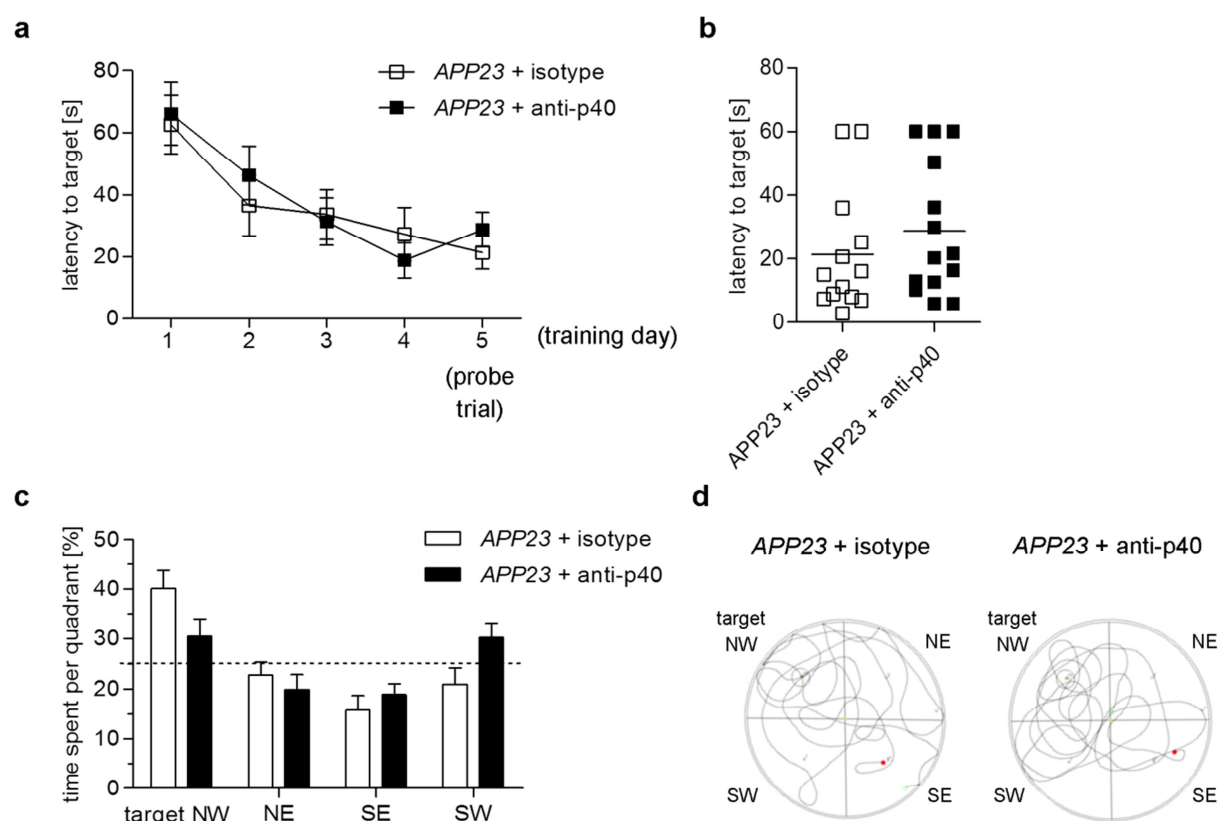 a
80
60
40
20
0
latency to target [s]
APP23 + isotype
APP23 + anti-p40
1 2 3 4 5 (training day)
(probe
trial)
b
80
60
40
20
0
latency to target [s]
APP23 + isotype
APP23 + anti-p40
c
50
40
30
20
10
0
time spent per quadrant [%]
APP23 + isotype
APP23 + anti-p40
target NW NE SE SW
d
APP23 + isotype
target
NW NE
SW SE
APP23 + anti-p40
target
NW NE
SW SE